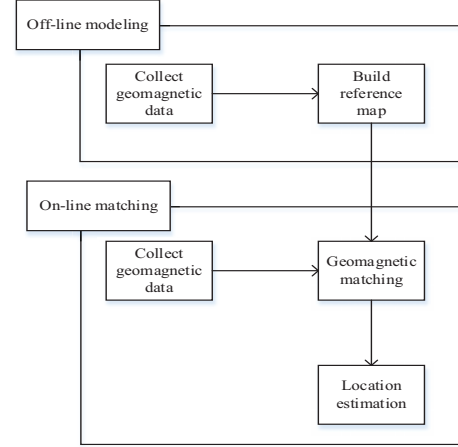 Off-line modeling
Collect
geomagnetic
data
Build
reference
map
On-line matching
Collect
geomagnetic
data
Geomagnetic
matching
Location
estimation